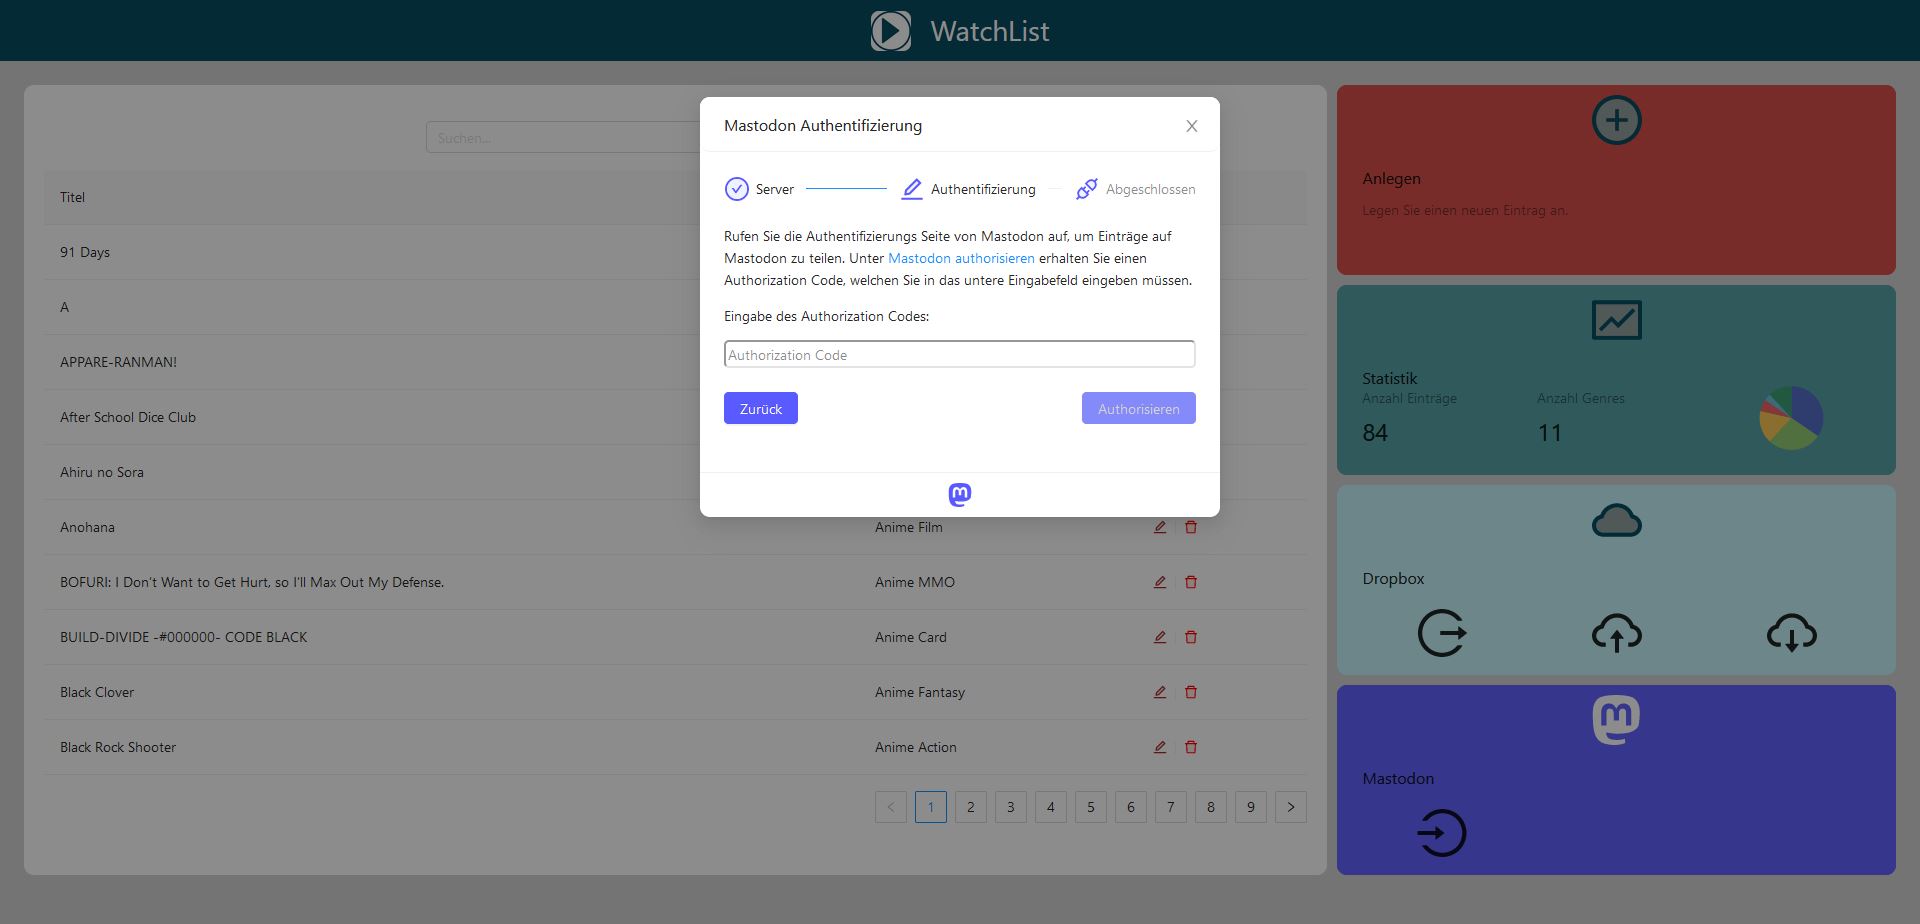 WatchList
Suchen...
Titel
91 Days
A
APPARE-RANMAN!
After School Dice Club
Ahiru no Sora
Anohana
Anime Film
BOFURI: I Don't Want to Get Hurt, so I'll Max Out My Defense.
Anime MMO
BUILD-DIVIDE -#000000- CODE BLACK
Anime Card
Black Clover
Anime Fantasy
Black Rock Shooter
Anime Action
1 2 3 4 5 6 7 8 9
Mastodon Authentifizierung
Server
Authentifizierung
Abgeschlossen
Rufen Sie die Authentifizierungs Seite von Mastodon auf, um Einträge auf
Mastodon zu teilen. Unter Mastodon authorisieren erhalten Sie einen
Authorization Code, welchen Sie in das untere Eingabefeld eingeben müssen.
Eingabe des Authorization Codes:
Authorization Code
Zurück
Authorisieren
Anlegen
Legen Sie einen neuen Eintrag an.
Statistik
Anzahl Einträge
84
Anzahl Genres
11
Dropbox
Mastodon